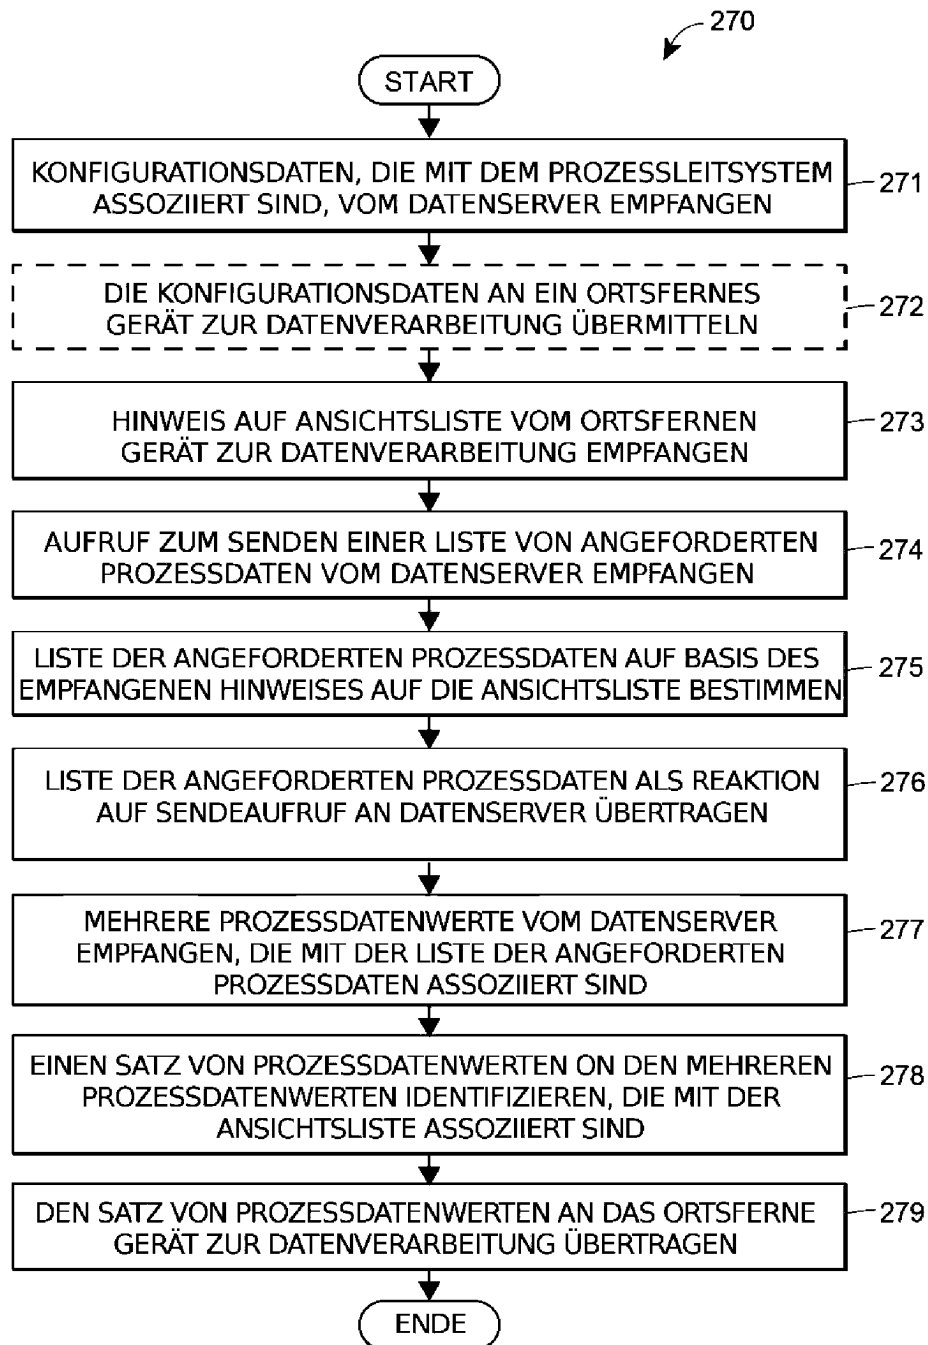 270
START
KONFIGURATIONSDATEN, DIE MIT DEM PROZESSLEITSYSTEM
ASSOZIIERT SIND, VOM DATENSERVER EMPFANGEN
271
DIE KONFIGURATIONSDATEN AN EIN ORTSFERNES
GERÄT ZUR DATENVERARBEITUNG ÜBERMITTELN
272
HINWEIS AUF ANSICHTSLISTE VOM ORTSFERNEN
GERÄT ZUR DATENVERARBEITUNG EMPFANGEN
273
AUFRUF ZUM SENDEN EINER LISTE VON ANGEFORDERTEN
PROZESSDATEN VOM DATENSERVER EMPFANGEN
274
LISTE DER ANGEFORDERTEN PROZESSDATEN AUF BASIS DES
EMPFANGENEN HINWEISES AUF DIE ANSICHTSLISTE BESTIMMEN
275
LISTE DER ANGEFORDERTEN PROZESSDATEN ALS REAKTION
AUF SENDEAUFRUF AN DATENSERVER ÜBERTRAGEN
276
MEHRERE PROZESSDATENWERTE VOM DATENSERVER
EMPFANGEN, DIE MIT DER LISTE DER ANGEFORDERTEN
PROZESSDATEN ASSOZIIERT SIND
277
EINEN SATZ VON PROZESSDATENWERTEN ON DEN MEHREREN
PROZESSDATENWERTEN IDENTIFIZIEREN, DIE MIT DER
ANSICHTSLISTE ASSOZIIERT SIND
278
DEN SATZ VON PROZESSDATENWERTEN AN DAS ORTSFERNE
GERÄT ZUR DATENVERARBEITUNG ÜBERTRAGEN
279
ENDE